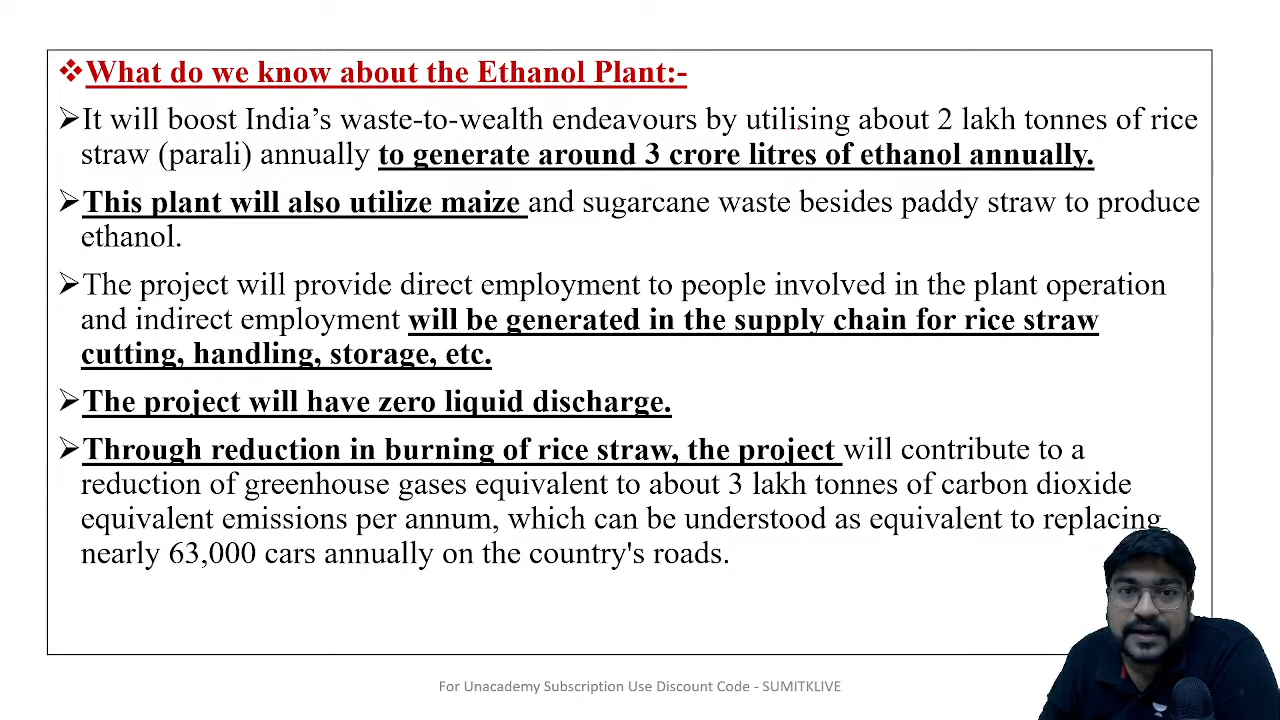 ❖What do we know about the Ethanol Plant:-
➢It will boost India’s waste-to-wealth endeavours by utilising about 2 lakh tonnes of rice
straw (parali) annually to generate around 3 crore litres of ethanol annually.
➢This plant will also utilize maize and sugarcane waste besides paddy straw to produce
ethanol.
➢The project will provide direct employment to people involved in the plant operation
and indirect employment will be generated in the supply chain for rice straw
cutting, handling, storage, etc.
➢The project will have zero liquid discharge.
➢Through reduction in burning of rice straw, the project will contribute to a
reduction of greenhouse gases equivalent to about 3 lakh tonnes of carbon dioxide
equivalent emissions per annum, which can be understood as equivalent to replacing
nearly 63,000 cars annually on the country's roads.
For Unacademy Subscription Use Discount Code - SUMITKLIVE